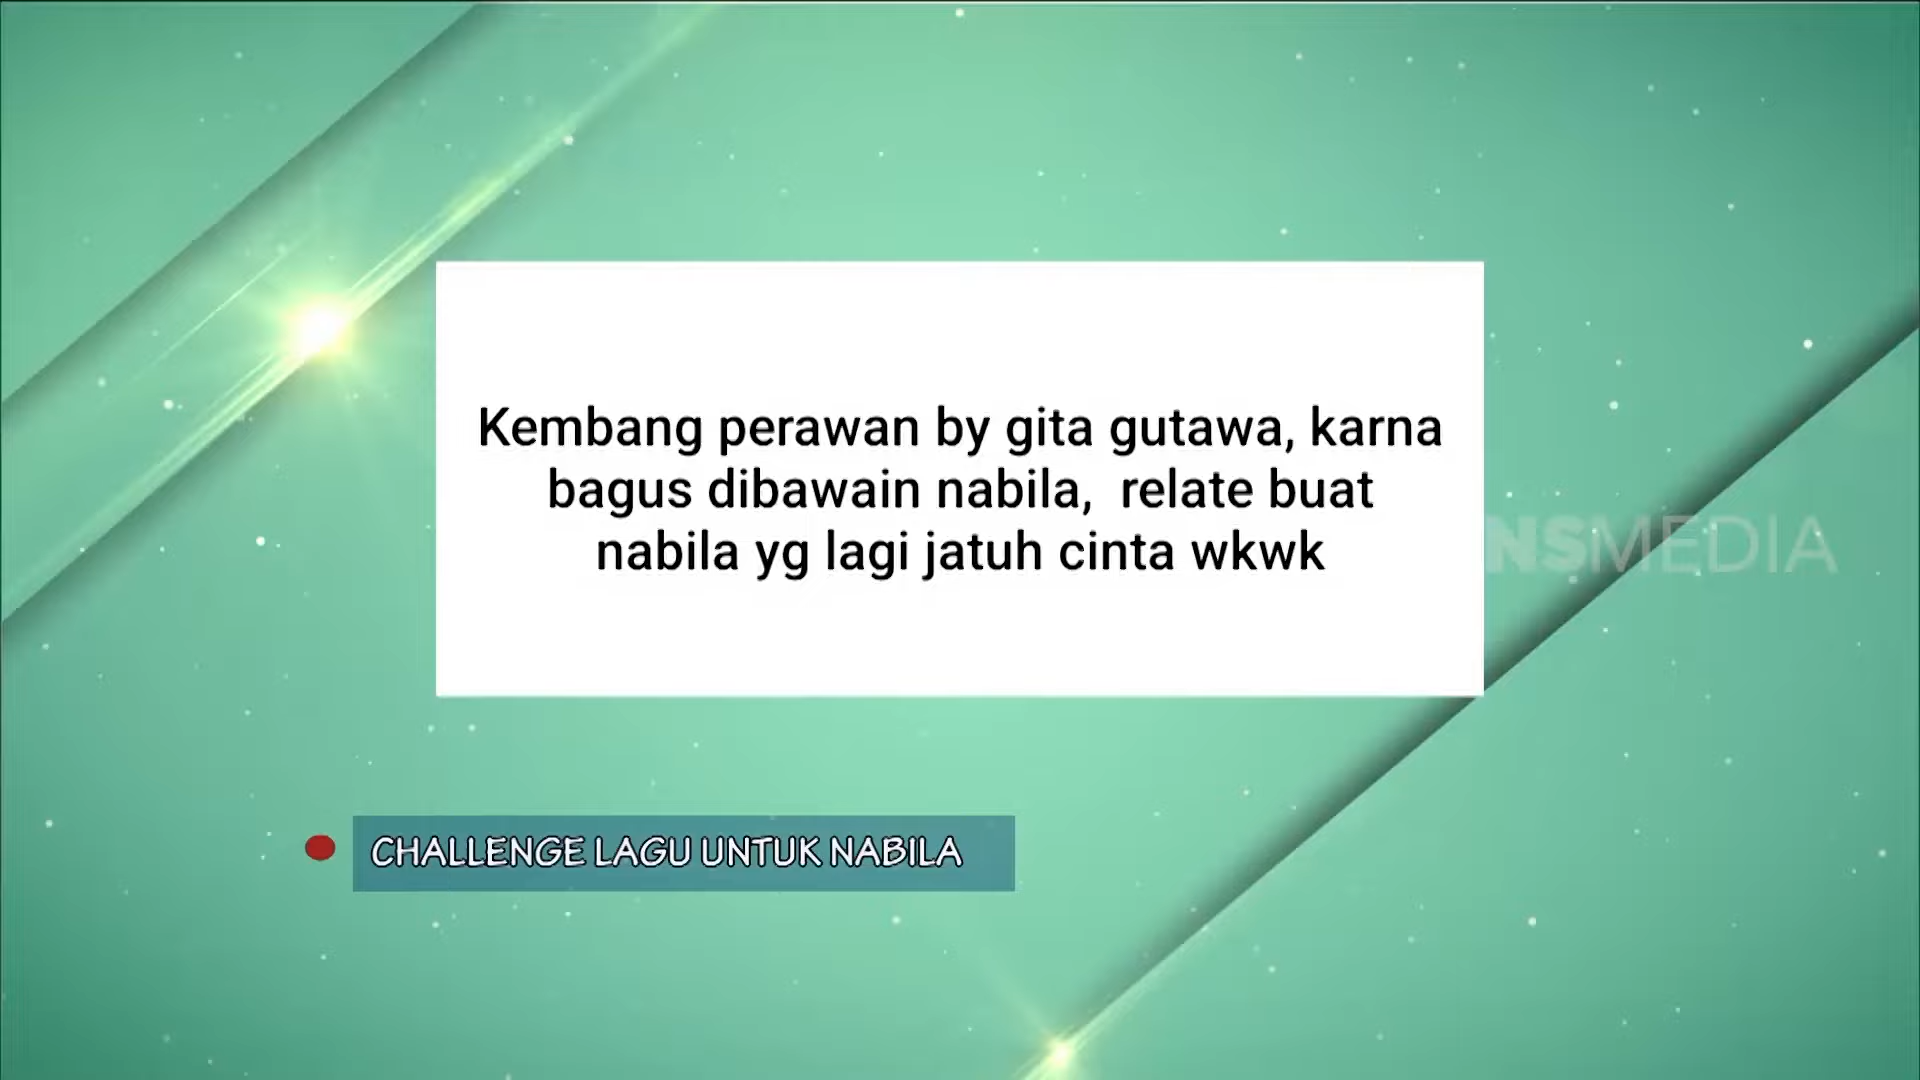 Kembang perawan by gita gutawa, karna
bagus dibawain nabila,  relate buat
nabila yg lagi jatuh cinta wkwk
NSMEDIA
CHALLENGE LAGU UNTUK NABILA